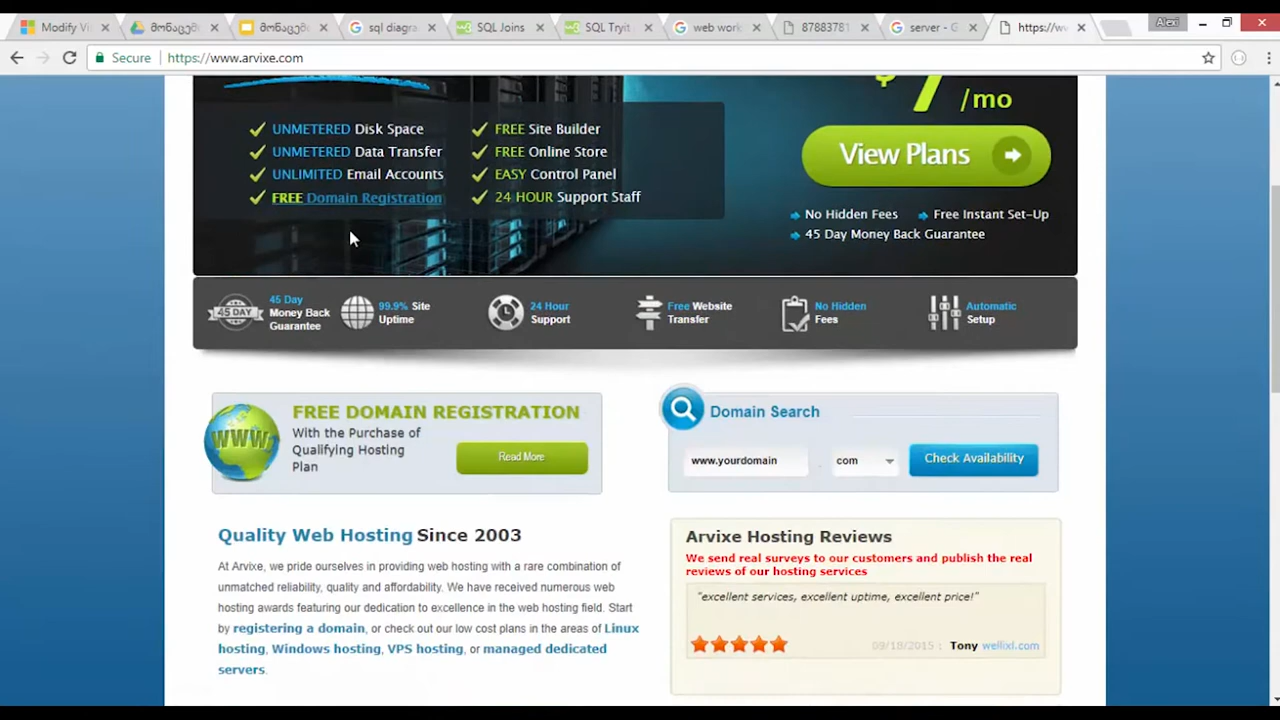 Modify Vi
მონაცემ
მონაცემ
sql diagra
SQL Joins
SQL Tryit
web work
87883781
server - G
https://ww
Alexi
Secure
https://www.arvixe.com
$7/mo
UNMETERED Disk Space
FREE Site Builder
UNMETERED Data Transfer
FREE Online Store
UNLIMITED Email Accounts
EASY Control Panel
FREE Domain Registration
24 HOUR Support Staff
View Plans
No Hidden Fees
Free Instant Set-Up
45 Day Money Back Guarantee
45 DAY
45 Day
Money Back
Guarantee
99.9% Site
Uptime
24 Hour
Support
Free Website
Transfer
No Hidden
Fees
Automatic
Setup
WWW.
FREE DOMAIN REGISTRATION
With the Purchase of
Qualifying Hosting
Plan
Read More
Domain Search
www.yourdomain
.
com
Check Availability
Quality Web Hosting Since 2003
At Arvixe, we pride ourselves in providing web hosting with a rare combination of
unmatched reliability, quality and affordability. We have received numerous web
hosting awards featuring our dedication to excellence in the web hosting field. Start
by registering a domain, or check out our low cost plans in the areas of Linux
hosting, Windows hosting, VPS hosting, or managed dedicated
servers.
Arvixe Hosting Reviews
We send real surveys to our customers and publish the real
reviews of our hosting services
"excellent services, excellent uptime, excellent price!"
09/18/2015 : Tony wellixl.com